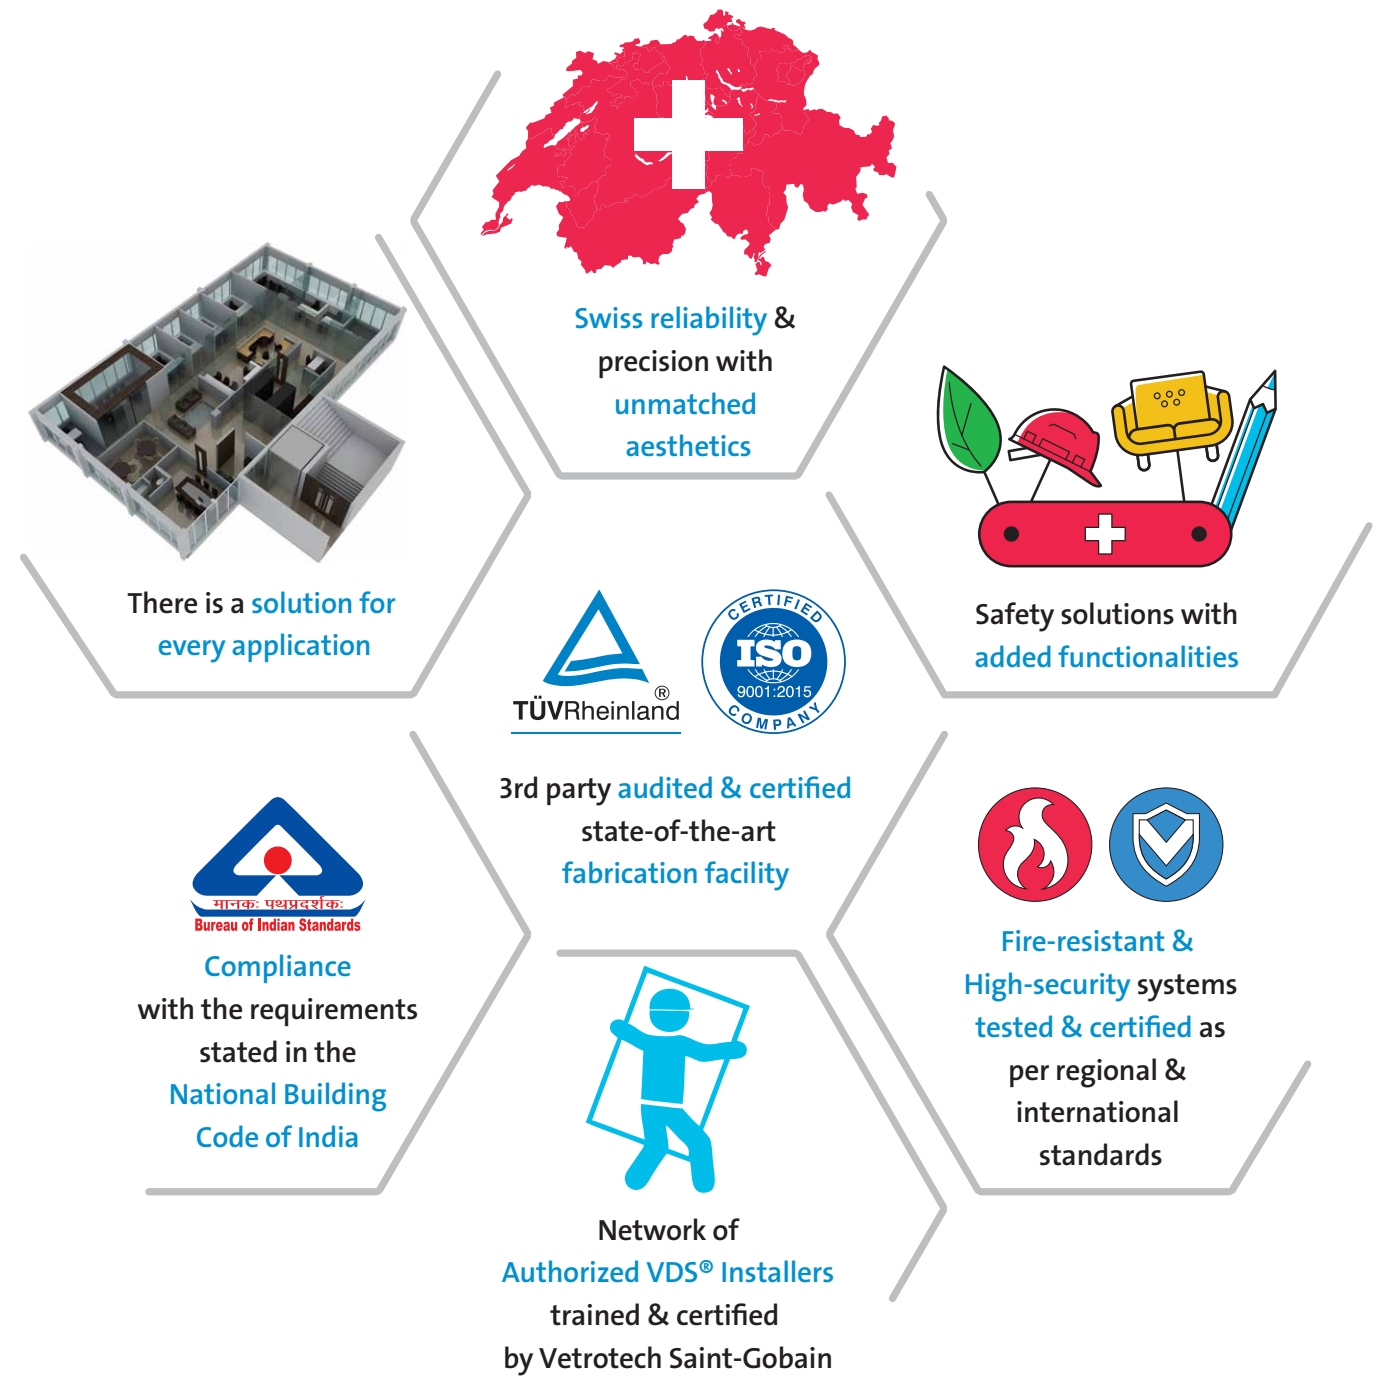 Swiss reliability &
precision with
unmatched
aesthetics
There is a solution for
every application
Safety solutions with
added functionalities
TÜVRheinland®
CERTIFIED
ISO
9001:2015
COMPANY
3rd party audited & certified
state-of-the-art
fabrication facility
मानकः पथप्रदर्शकः
Bureau of Indian Standards
Compliance
with the requirements
stated in the
National Building
Code of India
Fire-resistant &
High-security systems
tested & certified as
per regional &
international
standards
Network of
Authorized VDS® Installers
trained & certified
by Vetrotech Saint-Gobain